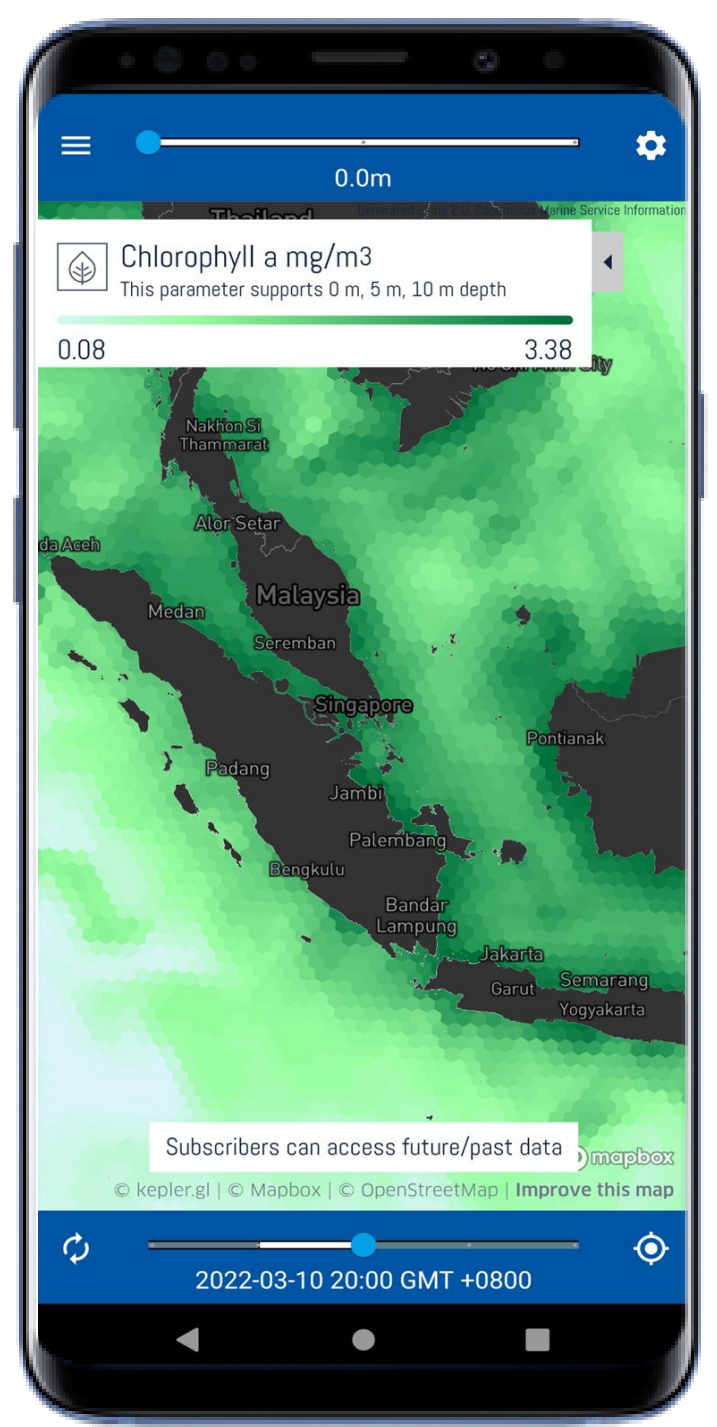 0.0m
Thailand
Generated using E.U. Copernicus Marine Service Information
Chlorophyll a mg/m3
This parameter supports 0 m, 5 m, 10 m depth
0.08 3.38
City
Nakhon Si
Thammarat
Alor Setar
da Aceh
Malaysia
Medan
Seremban
Singapore
Pontianak
Padang
Jambi
Palembang
Bengkulu
Bandar
Lampung
Jakarta
Semarang
Garut
Yogyakarta
Subscribers can access future/past data
mapbox
© kepler.gl | © Mapbox | © OpenStreetMap | Improve this map
2022-03-10 20:00 GMT +0800